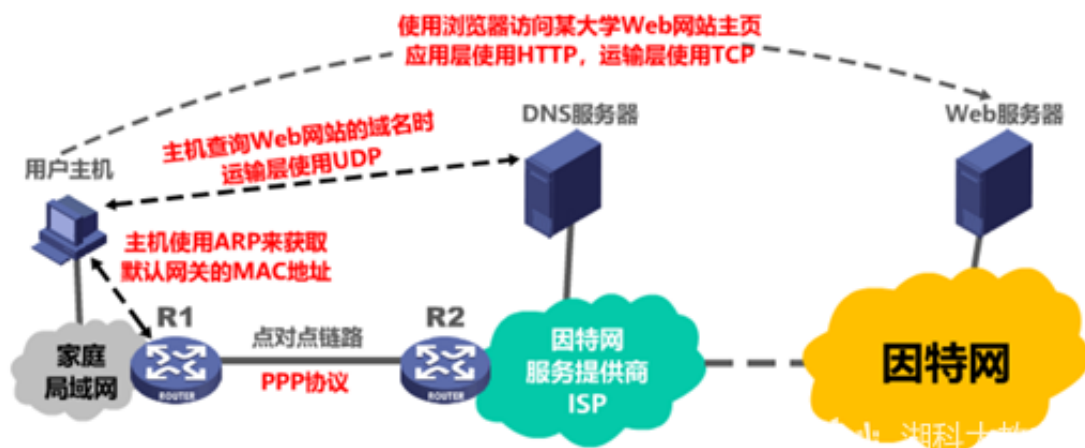 使用浏览器访问某大学Web网站主页
应用层使用HTTP，运输层使用TCP
DNS服务器
Web服务器
主机查询Web网站的域名时
运输层使用UDP
用户主机
主机使用ARP来获取
默认网关的MAC地址
R1
R2
点对点链路
PPP协议
家庭
局域网
ROUTER
ROUTER
因特网
服务提供商
ISP
因特网
湖科大教